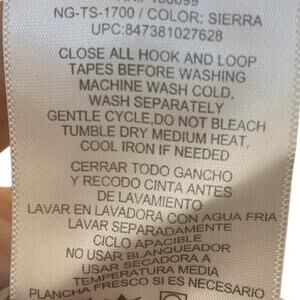 NG-TS-1700 / COLOR: SIERRA
UPC:847381027628
CLOSE ALL HOOK AND LOOP
TAPES BEFORE WASHING
MACHINE WASH COLD,
WASH SEPARATELY
GENTLE CYCLE,DO NOT BLEACH
TUMBLE DRY MEDIUM HEAT,
COOL IRON IF NEEDED
CERRAR TODO GANCHO
Y RECODO CINTA ANTES
DE LAVAMIENTO
LAVAR EN LAVADORA CON AGUA FRIA
LAVAR SEPARADAMENTE
CICLO APACIBLE
NO USAR BLANQUEADOR
USAR SECADORA A
TEMPERATURA MEDIA
PLANCHA FRESCO SI ES NECESARIO